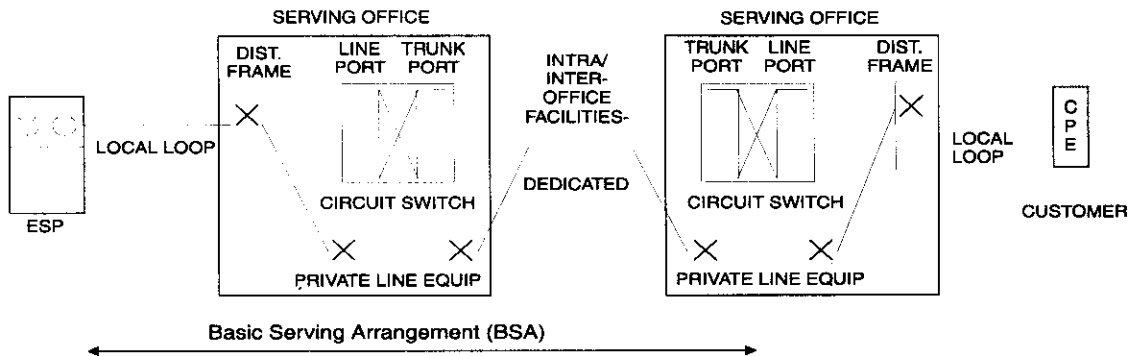 SERVING OFFICE
DIST.
FRAME
LINE
PORT
TRUNK
PORT
CIRCUIT SWITCH
PRIVATE LINE EQUIP
ESP
LOCAL LOOP
INTRA/
INTER-
OFFICE
FACILITIES-
DEDICATED
SERVING OFFICE
TRUNK
PORT
LINE
PORT
DIST.
FRAME
CIRCUIT SWITCH
PRIVATE LINE EQUIP
LOCAL
LOOP
C
P
E
CUSTOMER
Basic Serving Arrangement (BSA)